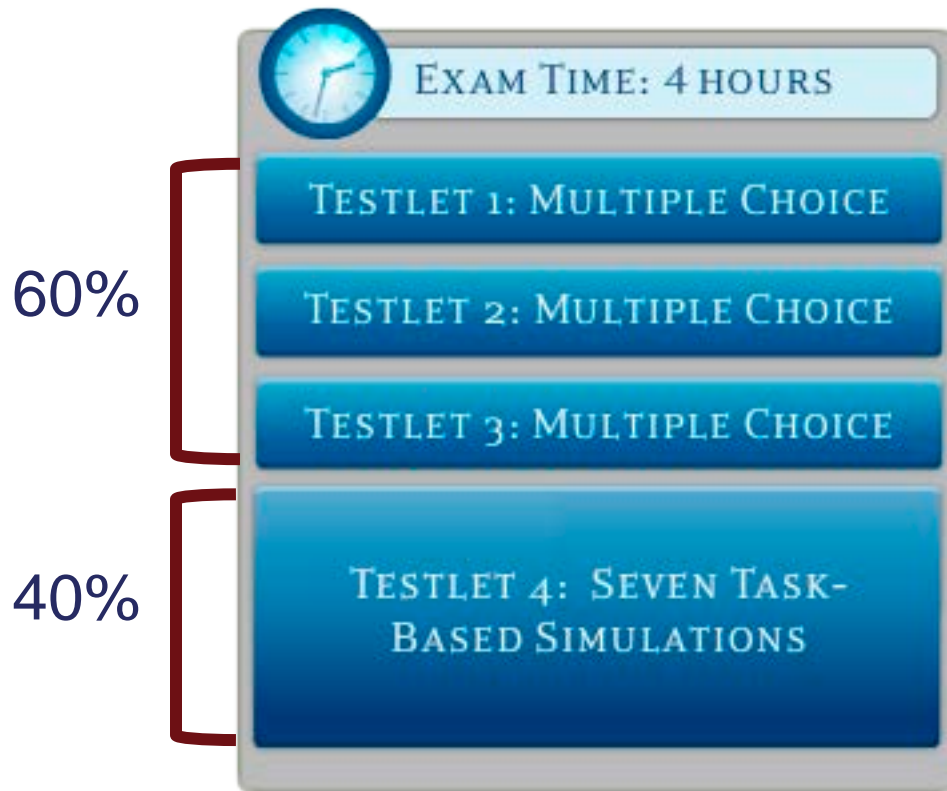 Exam Time: 4 hours
Testlet 1: Multiple Choice
60%
Testlet 2: Multiple Choice
Testlet 3: Multiple Choice
40%
Testlet 4: Seven Task-
Based Simulations